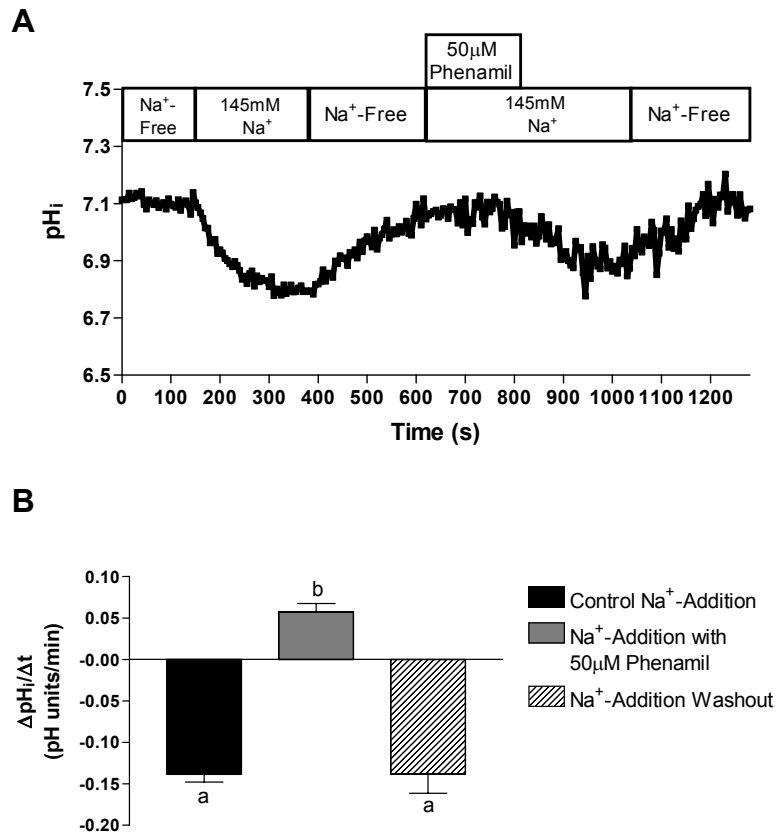 A
50μM
Phenamil
Na⁺-
Free
145mM
Na⁺
Na⁺-Free
145mM
Na⁺
Na⁺-Free
7.5
7.3
7.1
6.9
6.7
6.5
pHi
0 100 200 300 400 500 600 700 800 900 1000 1100 1200
Time (s)
B
0.10
0.05
-0.00
-0.05
-0.10
-0.15
-0.20
ΔpHi/Δt
(pH units/min)
b
a
a
Control Na⁺-Addition
Na⁺-Addition with
50μM Phenamil
Na⁺-Addition Washout